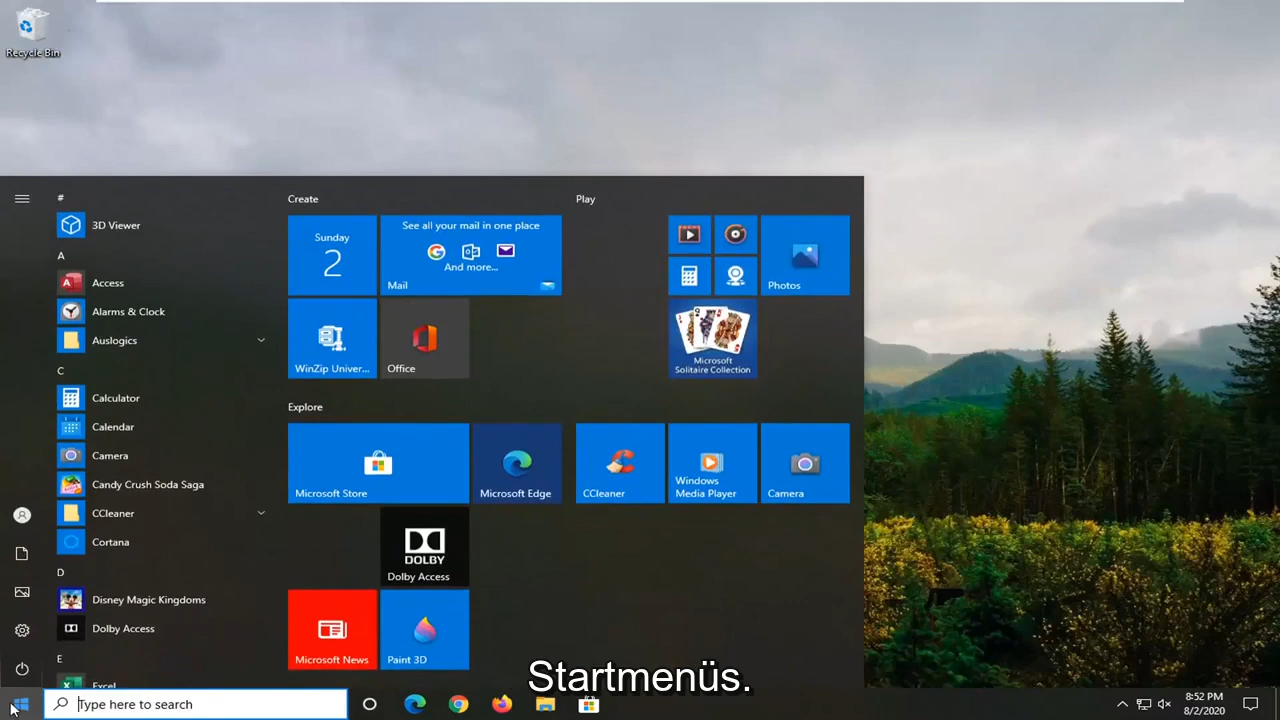 Recycle Bin
#
3D Viewer
A
Access
Alarms & Clock
Auslogics
C
Calculator
Calendar
Camera
Candy Crush Soda Saga
CCleaner
Cortana
D
Disney Magic Kingdoms
Dolby Access
E
Excel
Create
Sunday
2
See all your mail in one place
And more...
Mail
WinZip Univer...
Office
Explore
Microsoft Store
Microsoft Edge
DOLBY
Dolby Access
Microsoft News
Paint 3D
Play
Photos
Microsoft
Solitaire Collection
CCleaner
Windows
Media Player
Camera
Startmenüs.
Type here to search
8:52 PM
8/2/2020